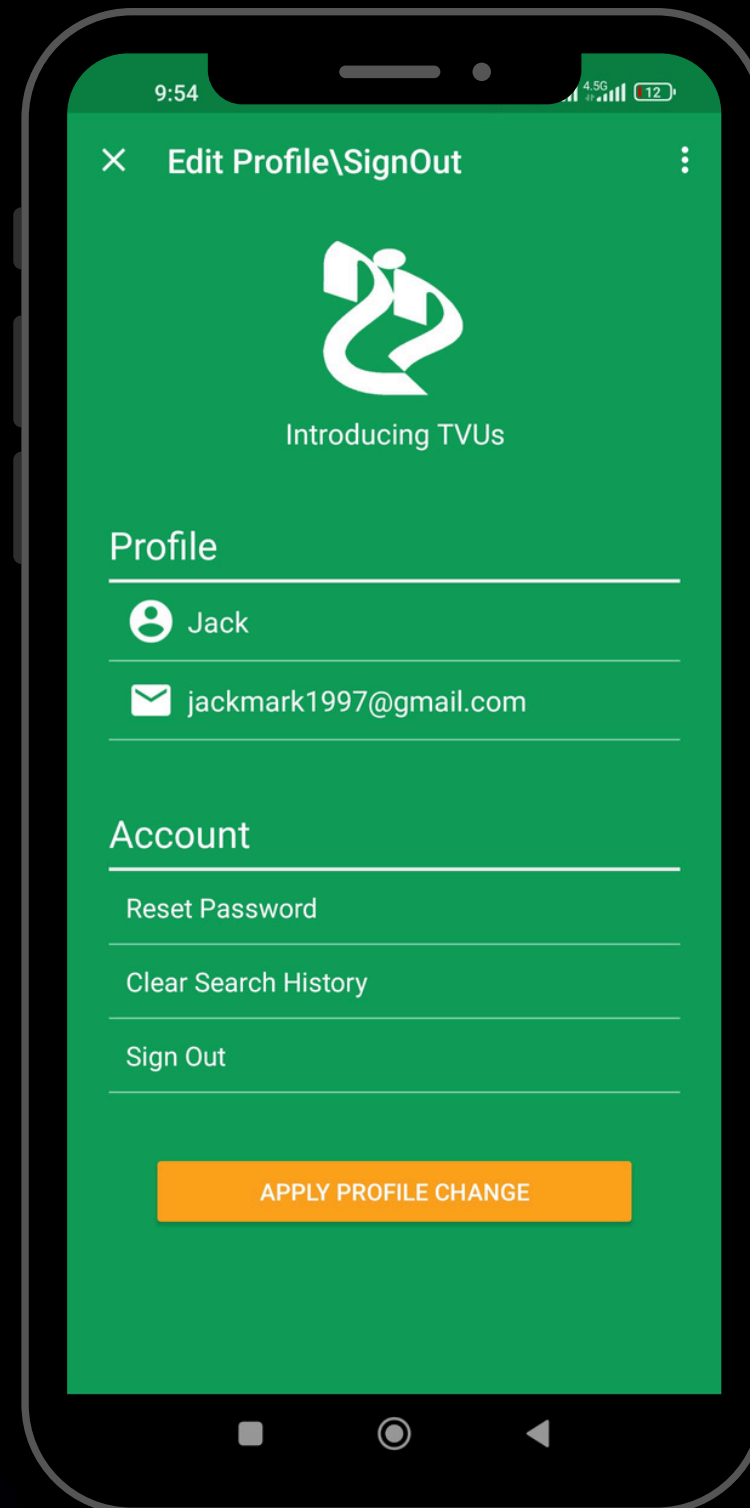 9:54
4.5G
12
Edit Profile\SignOut
Introducing TVUs
Profile
Jack
jackmark1997@gmail.com
Account
Reset Password
Clear Search History
Sign Out
APPLY PROFILE CHANGE